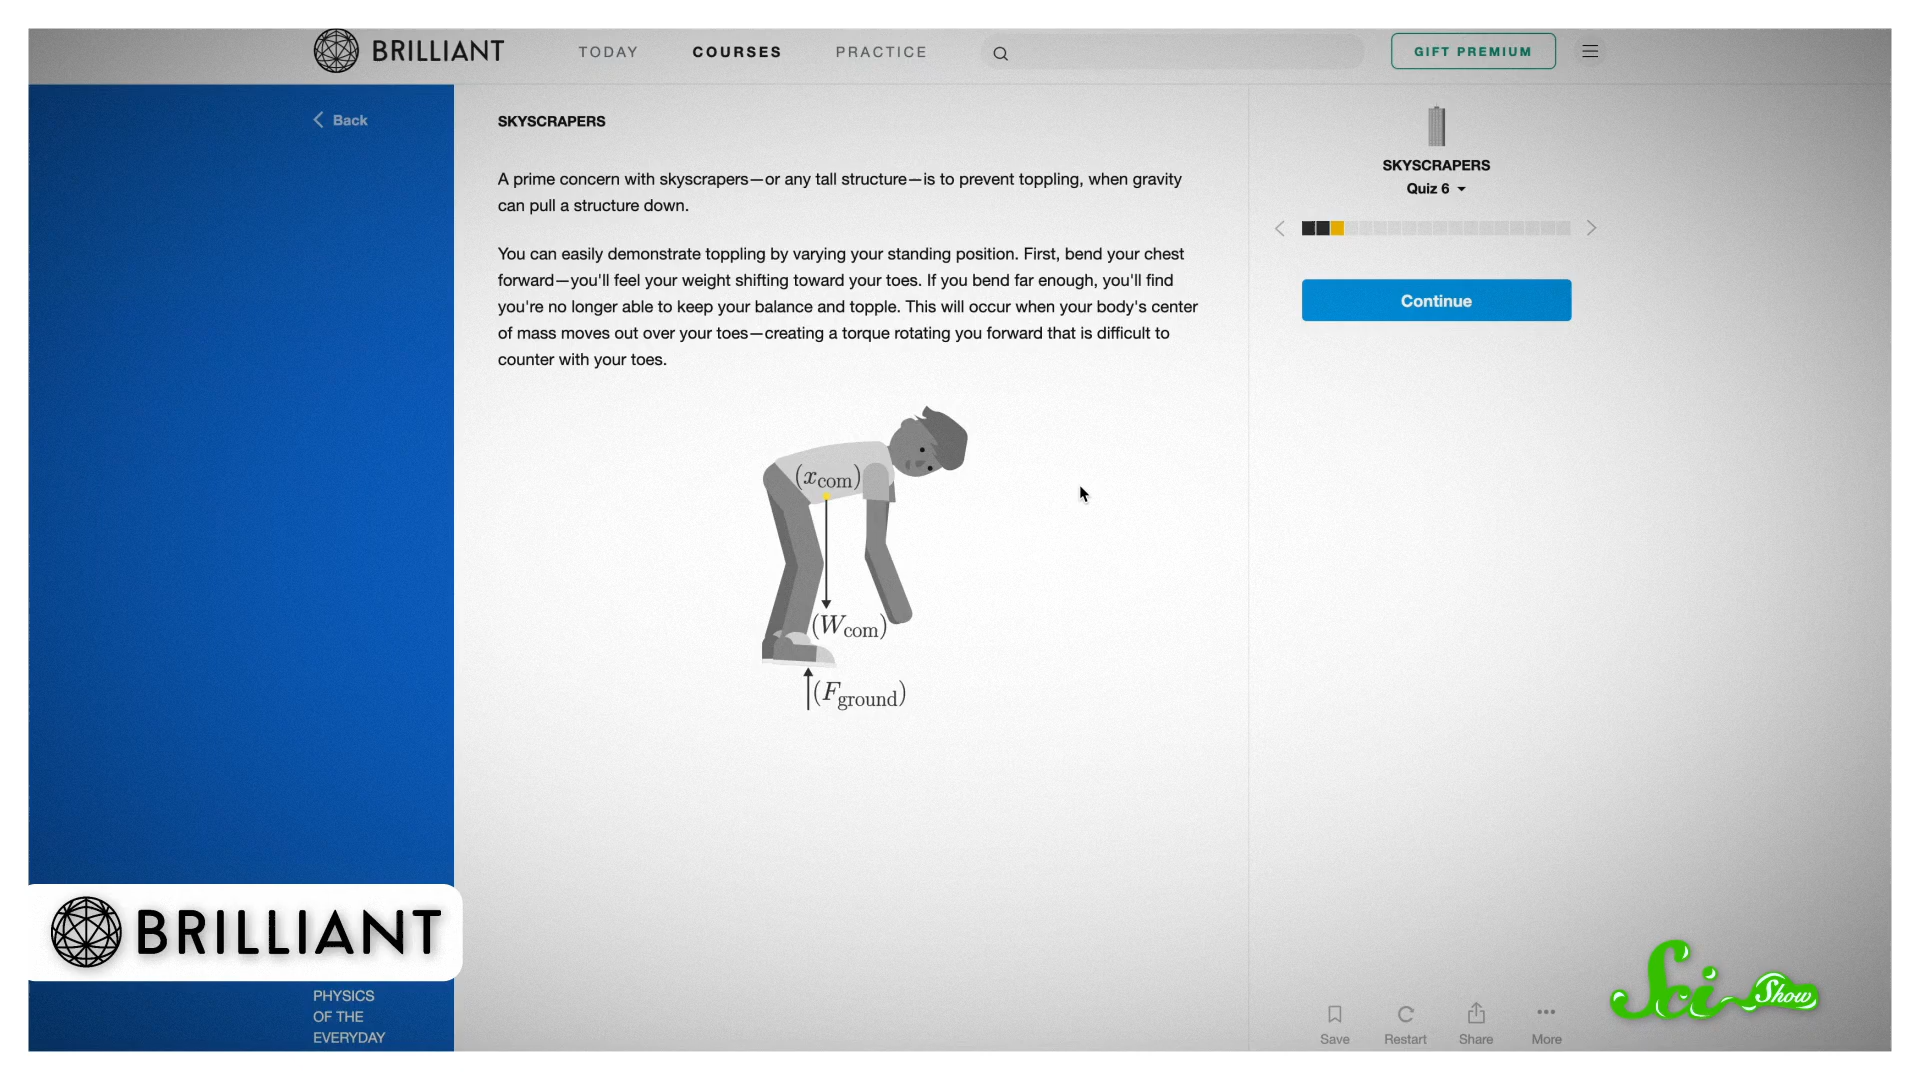 BRILLIANT
TODAY
COURSES
PRACTICE
GIFT PREMIUM
Back
SKYSCRAPERS
A prime concern with skyscrapers—or any tall structure—is to prevent toppling, when gravity
can pull a structure down.
You can easily demonstrate toppling by varying your standing position. First, bend your chest
forward—you'll feel your weight shifting toward your toes. If you bend far enough, you'll find
you're no longer able to keep your balance and topple. This will occur when your body's center
of mass moves out over your toes—creating a torque rotating you forward that is difficult to
counter with your toes.
(x_com)
(W_com)
(F_ground)
SKYSCRAPERS
Quiz 6
Continue
BRILLIANT
PHYSICS
OF THE
EVERYDAY
Save
Restart
Share
More
Sci Show